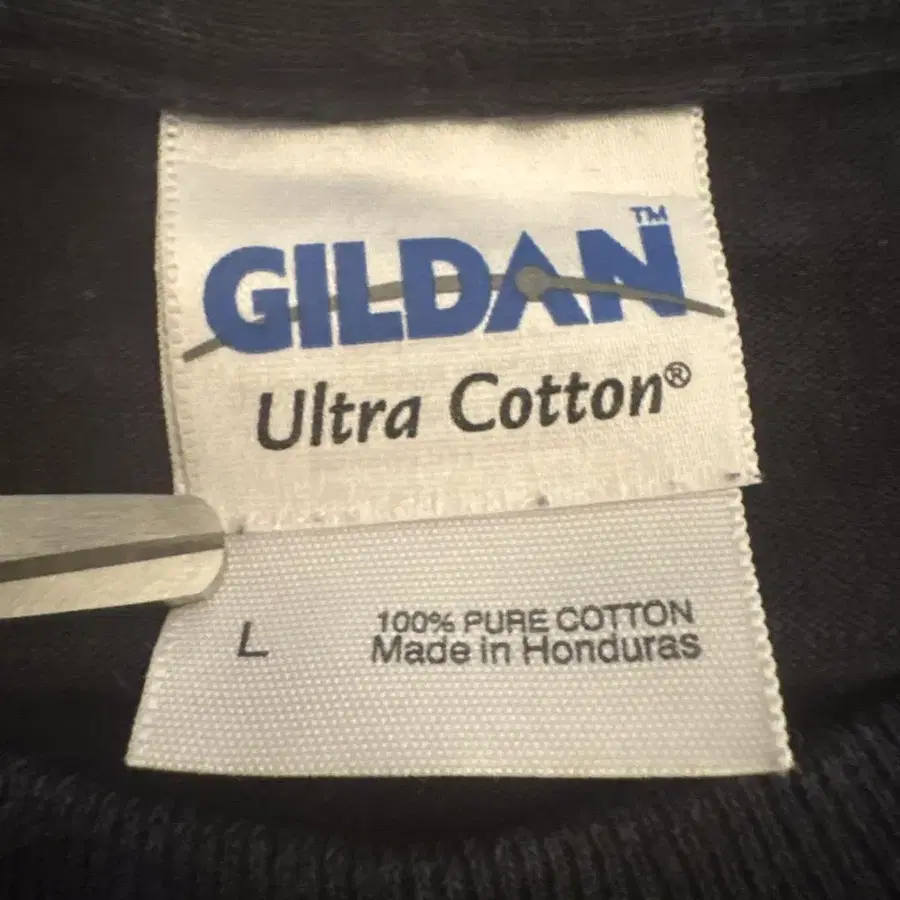 GILDAN™
Ultra Cotton®
L
100% PURE COTTON
Made in Honduras